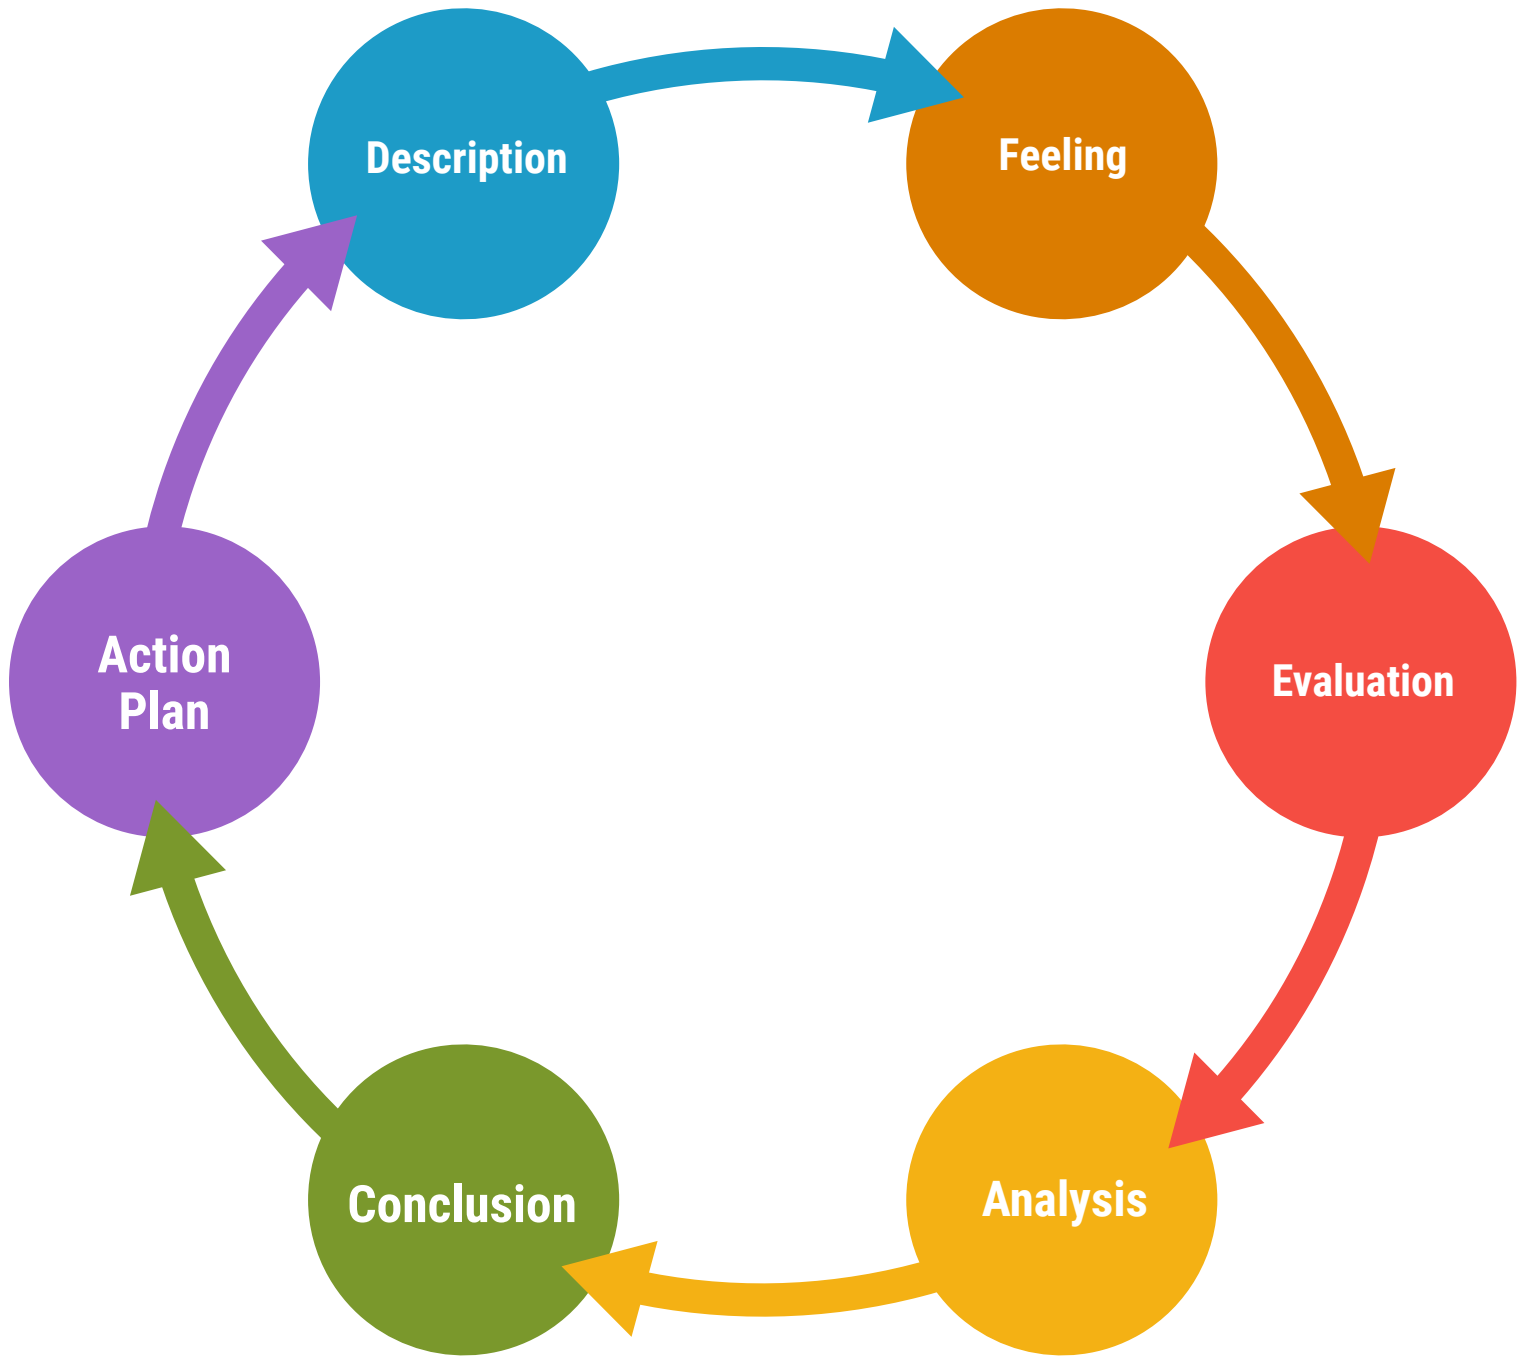 Description
Feeling
Evaluation
Analysis
Conclusion
Action
Plan